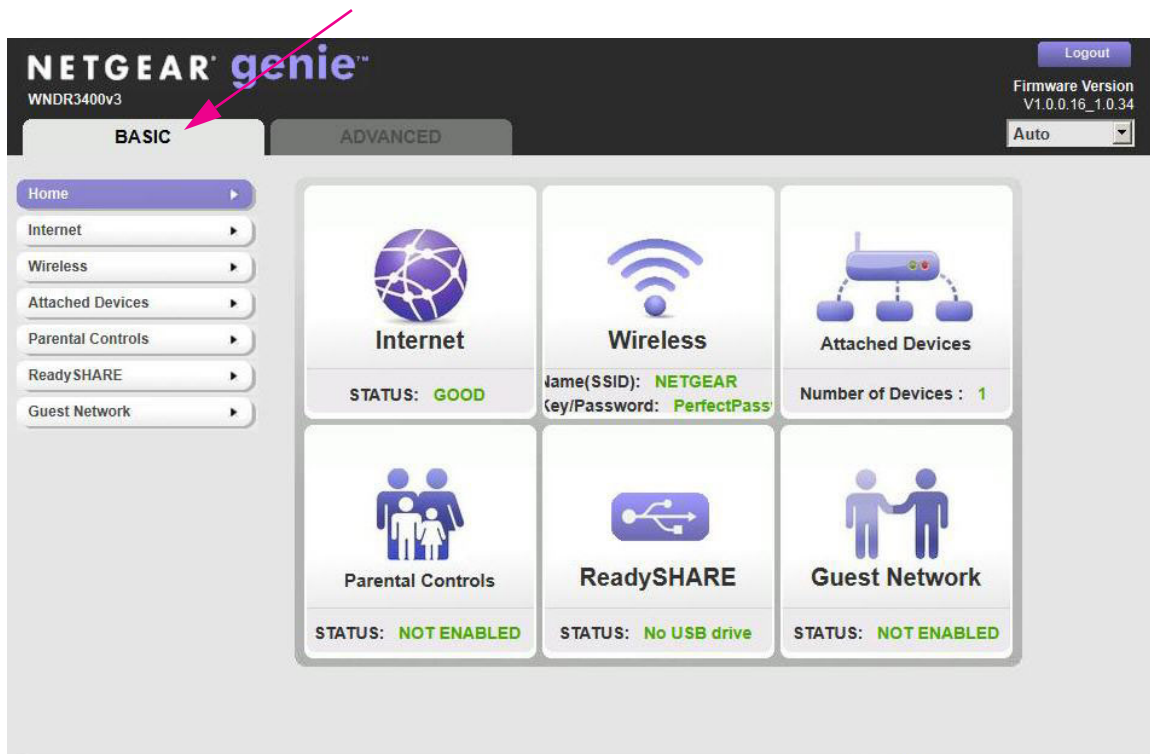 NETGEAR® genie™
WNDR3400v3
Logout
Firmware Version
V1.0.0.16_1.0.34
BASIC
ADVANCED
Auto
Home
Internet
Wireless
Attached Devices
Parental Controls
ReadySHARE
Guest Network
Internet
STATUS: GOOD
Wireless
Name(SSID): NETGEAR
Key/Password: PerfectPass
Attached Devices
Number of Devices : 1
Parental Controls
STATUS: NOT ENABLED
ReadySHARE
STATUS: No USB drive
Guest Network
STATUS: NOT ENABLED